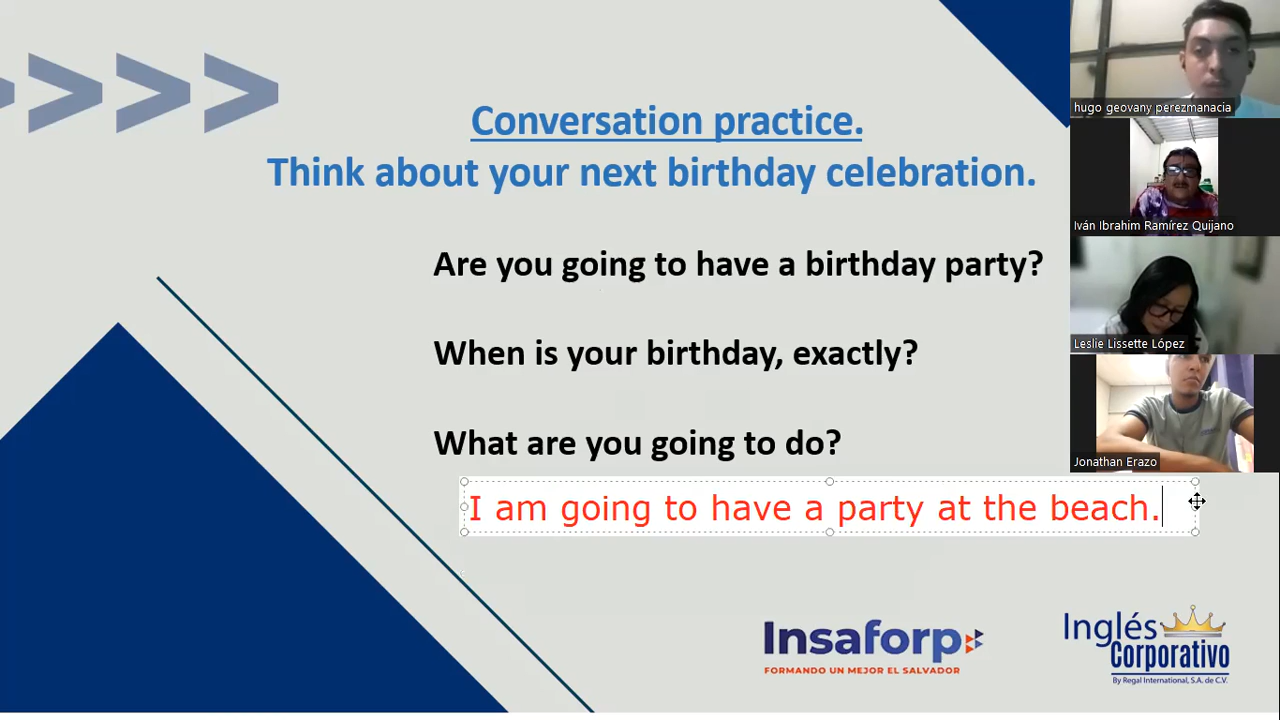 Conversation practice.
Think about your next birthday celebration.
Are you going to have a birthday party?
When is your birthday, exactly?
What are you going to do?
I am going to have a party at the beach.
hugo geovany perezmanacia
Iván Ibrahim Ramírez Quijano
Leslie Lissette López
Jonathan Erazo
Insaforp
FORMANDO UN MEJOR EL SALVADOR
Inglés
Corporativo
By Regal International, S.A. de C.V.